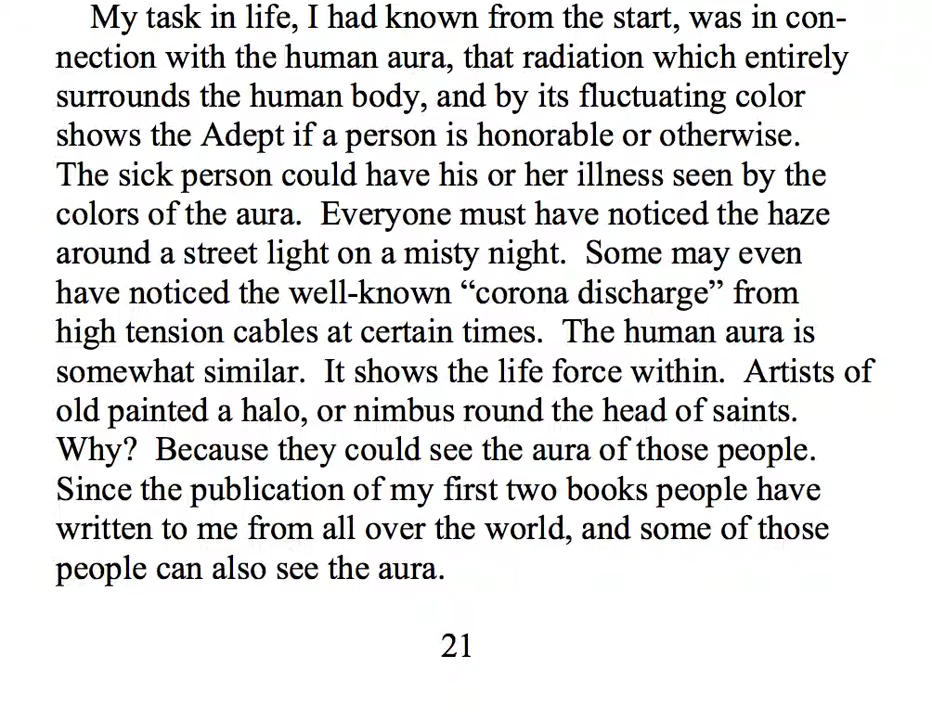 My task in life, I had known from the start, was in con-
nection with the human aura, that radiation which entirely
surrounds the human body, and by its fluctuating color
shows the Adept if a person is honorable or otherwise.
The sick person could have his or her illness seen by the
colors of the aura.  Everyone must have noticed the haze
around a street light on a misty night.  Some may even
have noticed the well-known “corona discharge” from
high tension cables at certain times.  The human aura is
somewhat similar.  It shows the life force within.  Artists of
old painted a halo, or nimbus round the head of saints.
Why?  Because they could see the aura of those people.
Since the publication of my first two books people have
written to me from all over the world, and some of those
people can also see the aura.
21